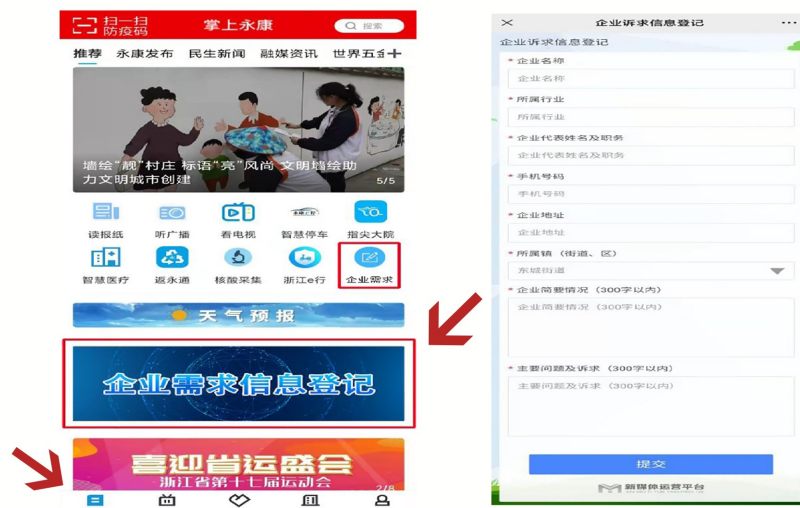 扫一扫
防疫码
掌上永康
搜索
推荐 永康发布 民生新闻 融媒资讯 世界五金
墙绘“靓”村庄 标语“亮”风尚 文明墙绘助
力文明城市创建
5/5
读报纸 听广播 看电视 智慧停车 指尖大院
智慧医疗 返永通 核酸采集 浙江e行 企业需求
天气预报
企业需求信息登记
喜迎省运盛会
浙江省第十七届运动会
2/8
企业诉求信息登记
企业诉求信息登记
* 企业名称
企业名称
* 所属行业
所属行业
* 企业代表姓名及职务
企业代表姓名及职务
* 手机号码
手机号码
* 企业地址
企业地址
* 所属镇（街道、区）
东城街道
* 企业简要情况（300字以内）
企业简要情况（300字以内）
* 主要问题及诉求（300字以内）
主要问题及诉求（300字以内）
提交
新媒体运营平台